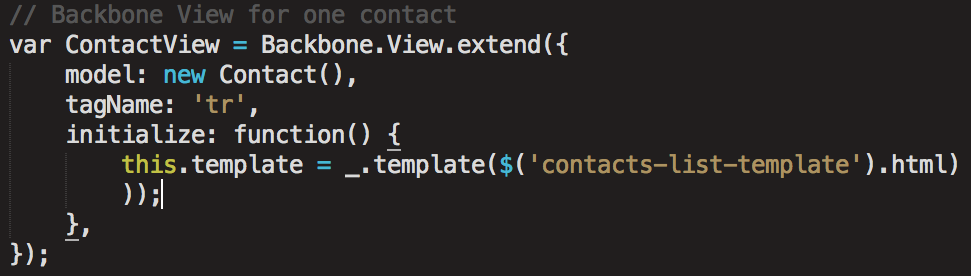 // Backbone View for one contact
var ContactView = Backbone.View.extend({
    model: new Contact(),
    tagName: 'tr',
    initialize: function() {
        this.template = _.template($('contacts-list-template').html)
        ));
    },
});